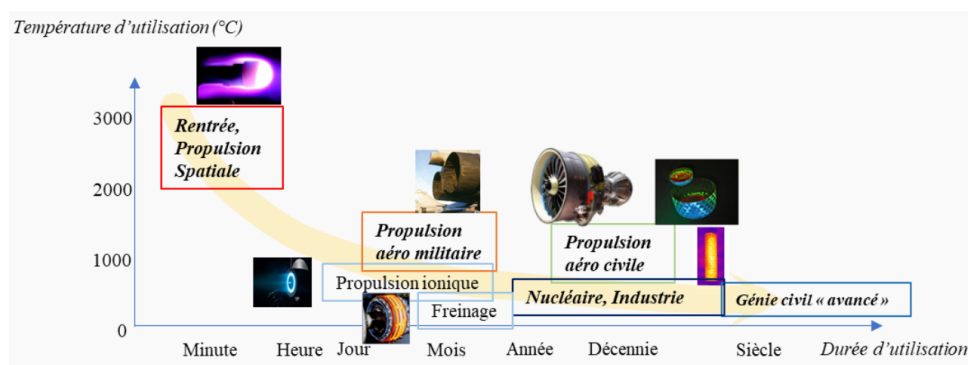 Température d'utilisation (°C)
3000
Rentrée,
Propulsion
Spatiale
2000
Propulsion
aéro militaire
Propulsion
aéro civile
1000
Propulsion ionique
Nucléaire, Industrie
Génie civil « avancé »
Freinage
0
Minute
Heure
Jour
Mois
Année
Décennie
Siècle
Durée d'utilisation